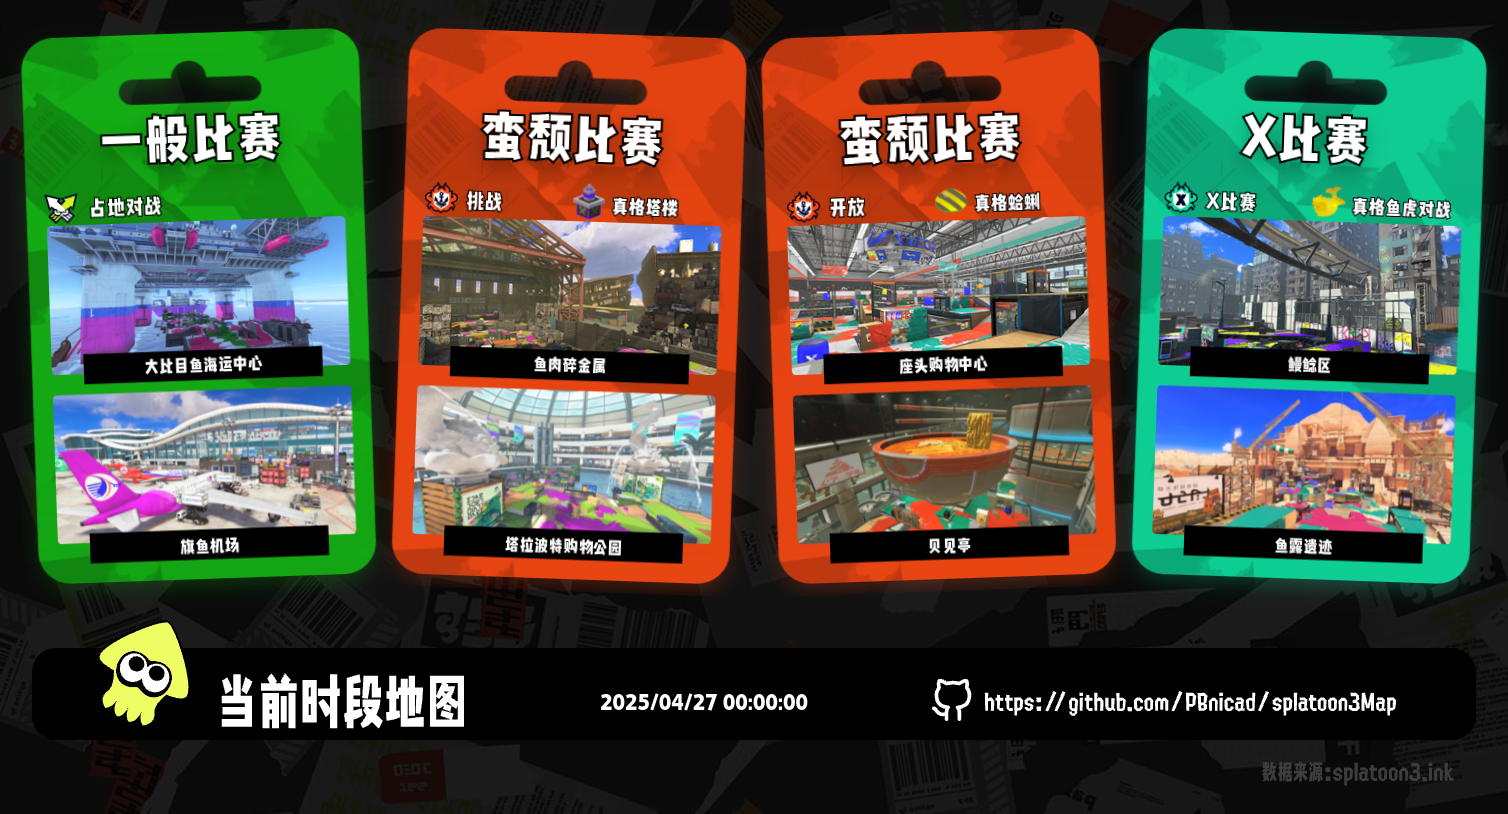 一般比赛
占地对战
大比目鱼海运中心
旗鱼机场
蛮颓比赛
挑战
真格塔楼
鱼肉碎金属
塔拉波特购物公园
蛮颓比赛
开放
真格蛤蜊
座头购物中心
贝见亭
X比赛
X比赛
真格鱼虎对战
鳗鲶区
鱼露遗迹
当前时段地图
2025/04/27 00:00:00
https://github.com/PBnicad/splatoon3Map
数据来源:splatoon3.ink